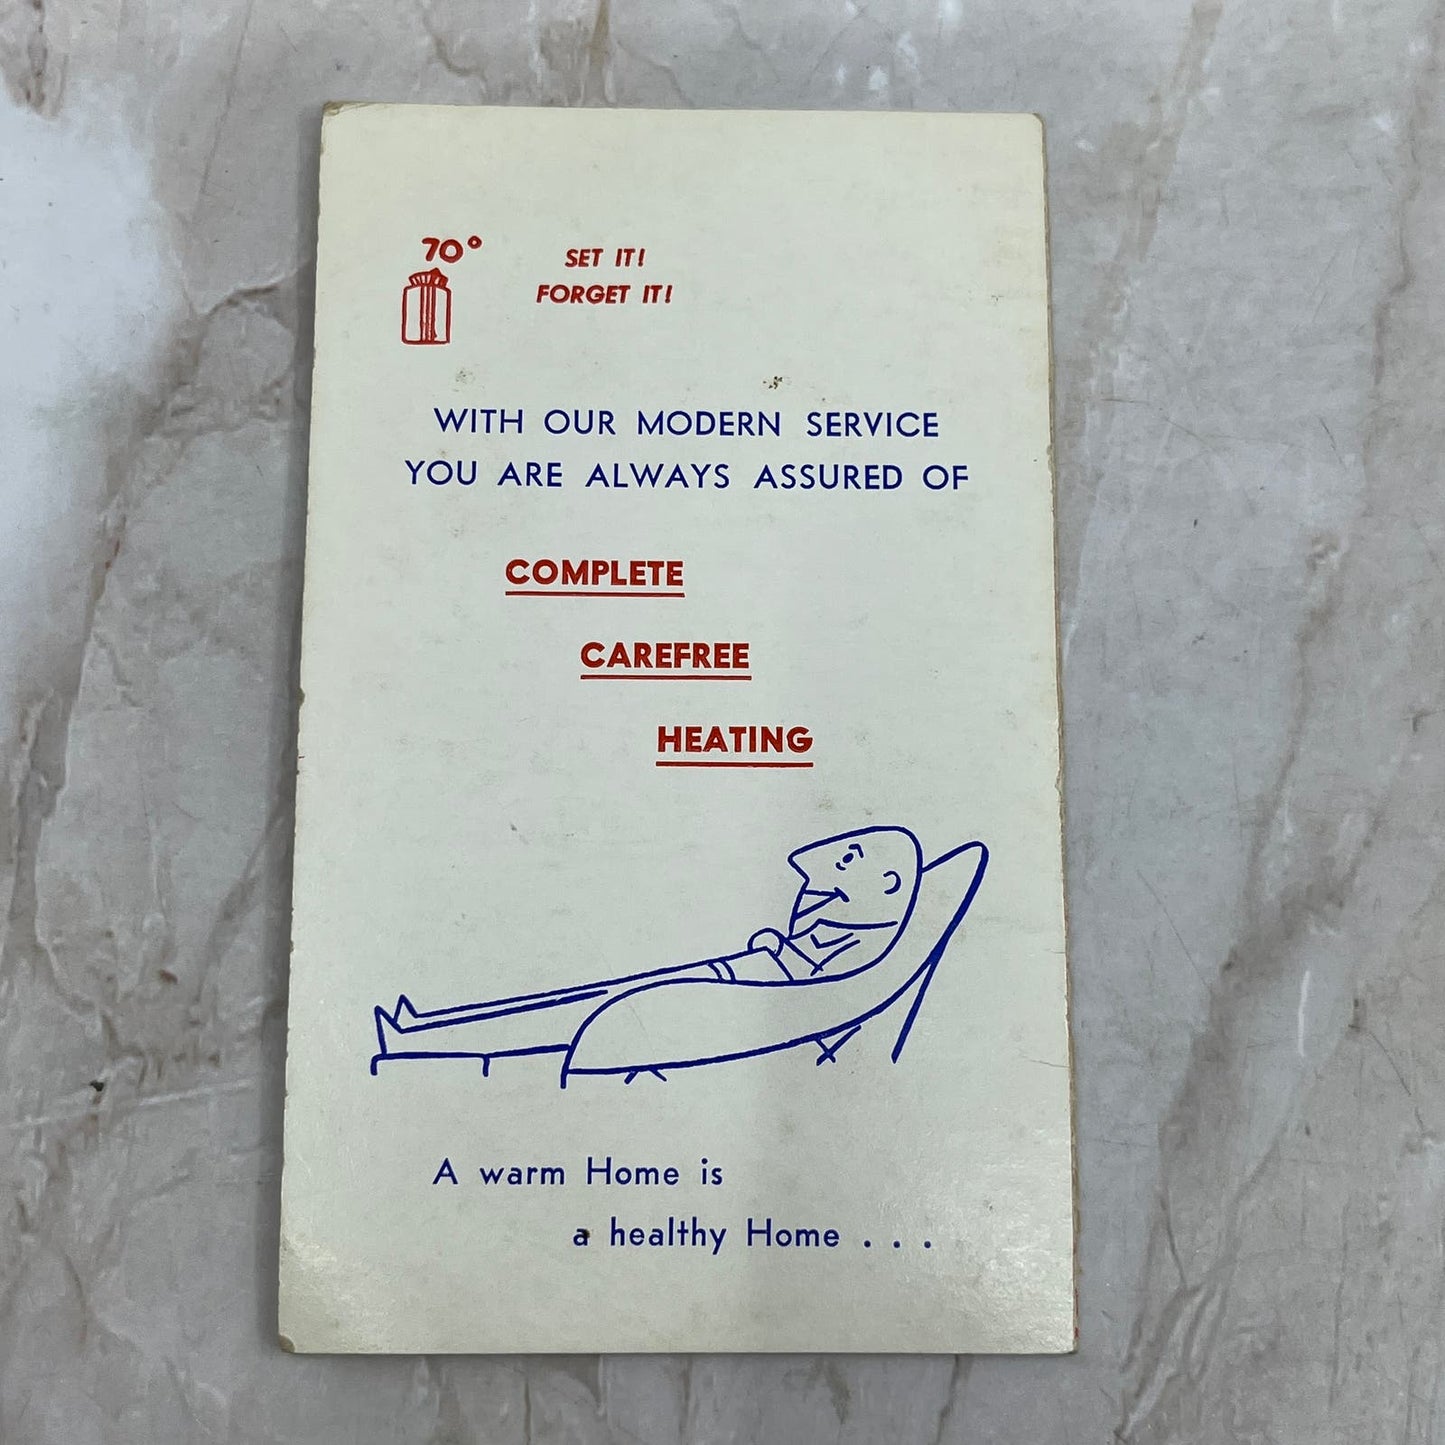 70°
SET IT!
FORGET IT!
WITH OUR MODERN SERVICE
YOU ARE ALWAYS ASSURED OF
COMPLETE
CAREFREE
HEATING
A warm Home is
a healthy Home . . .